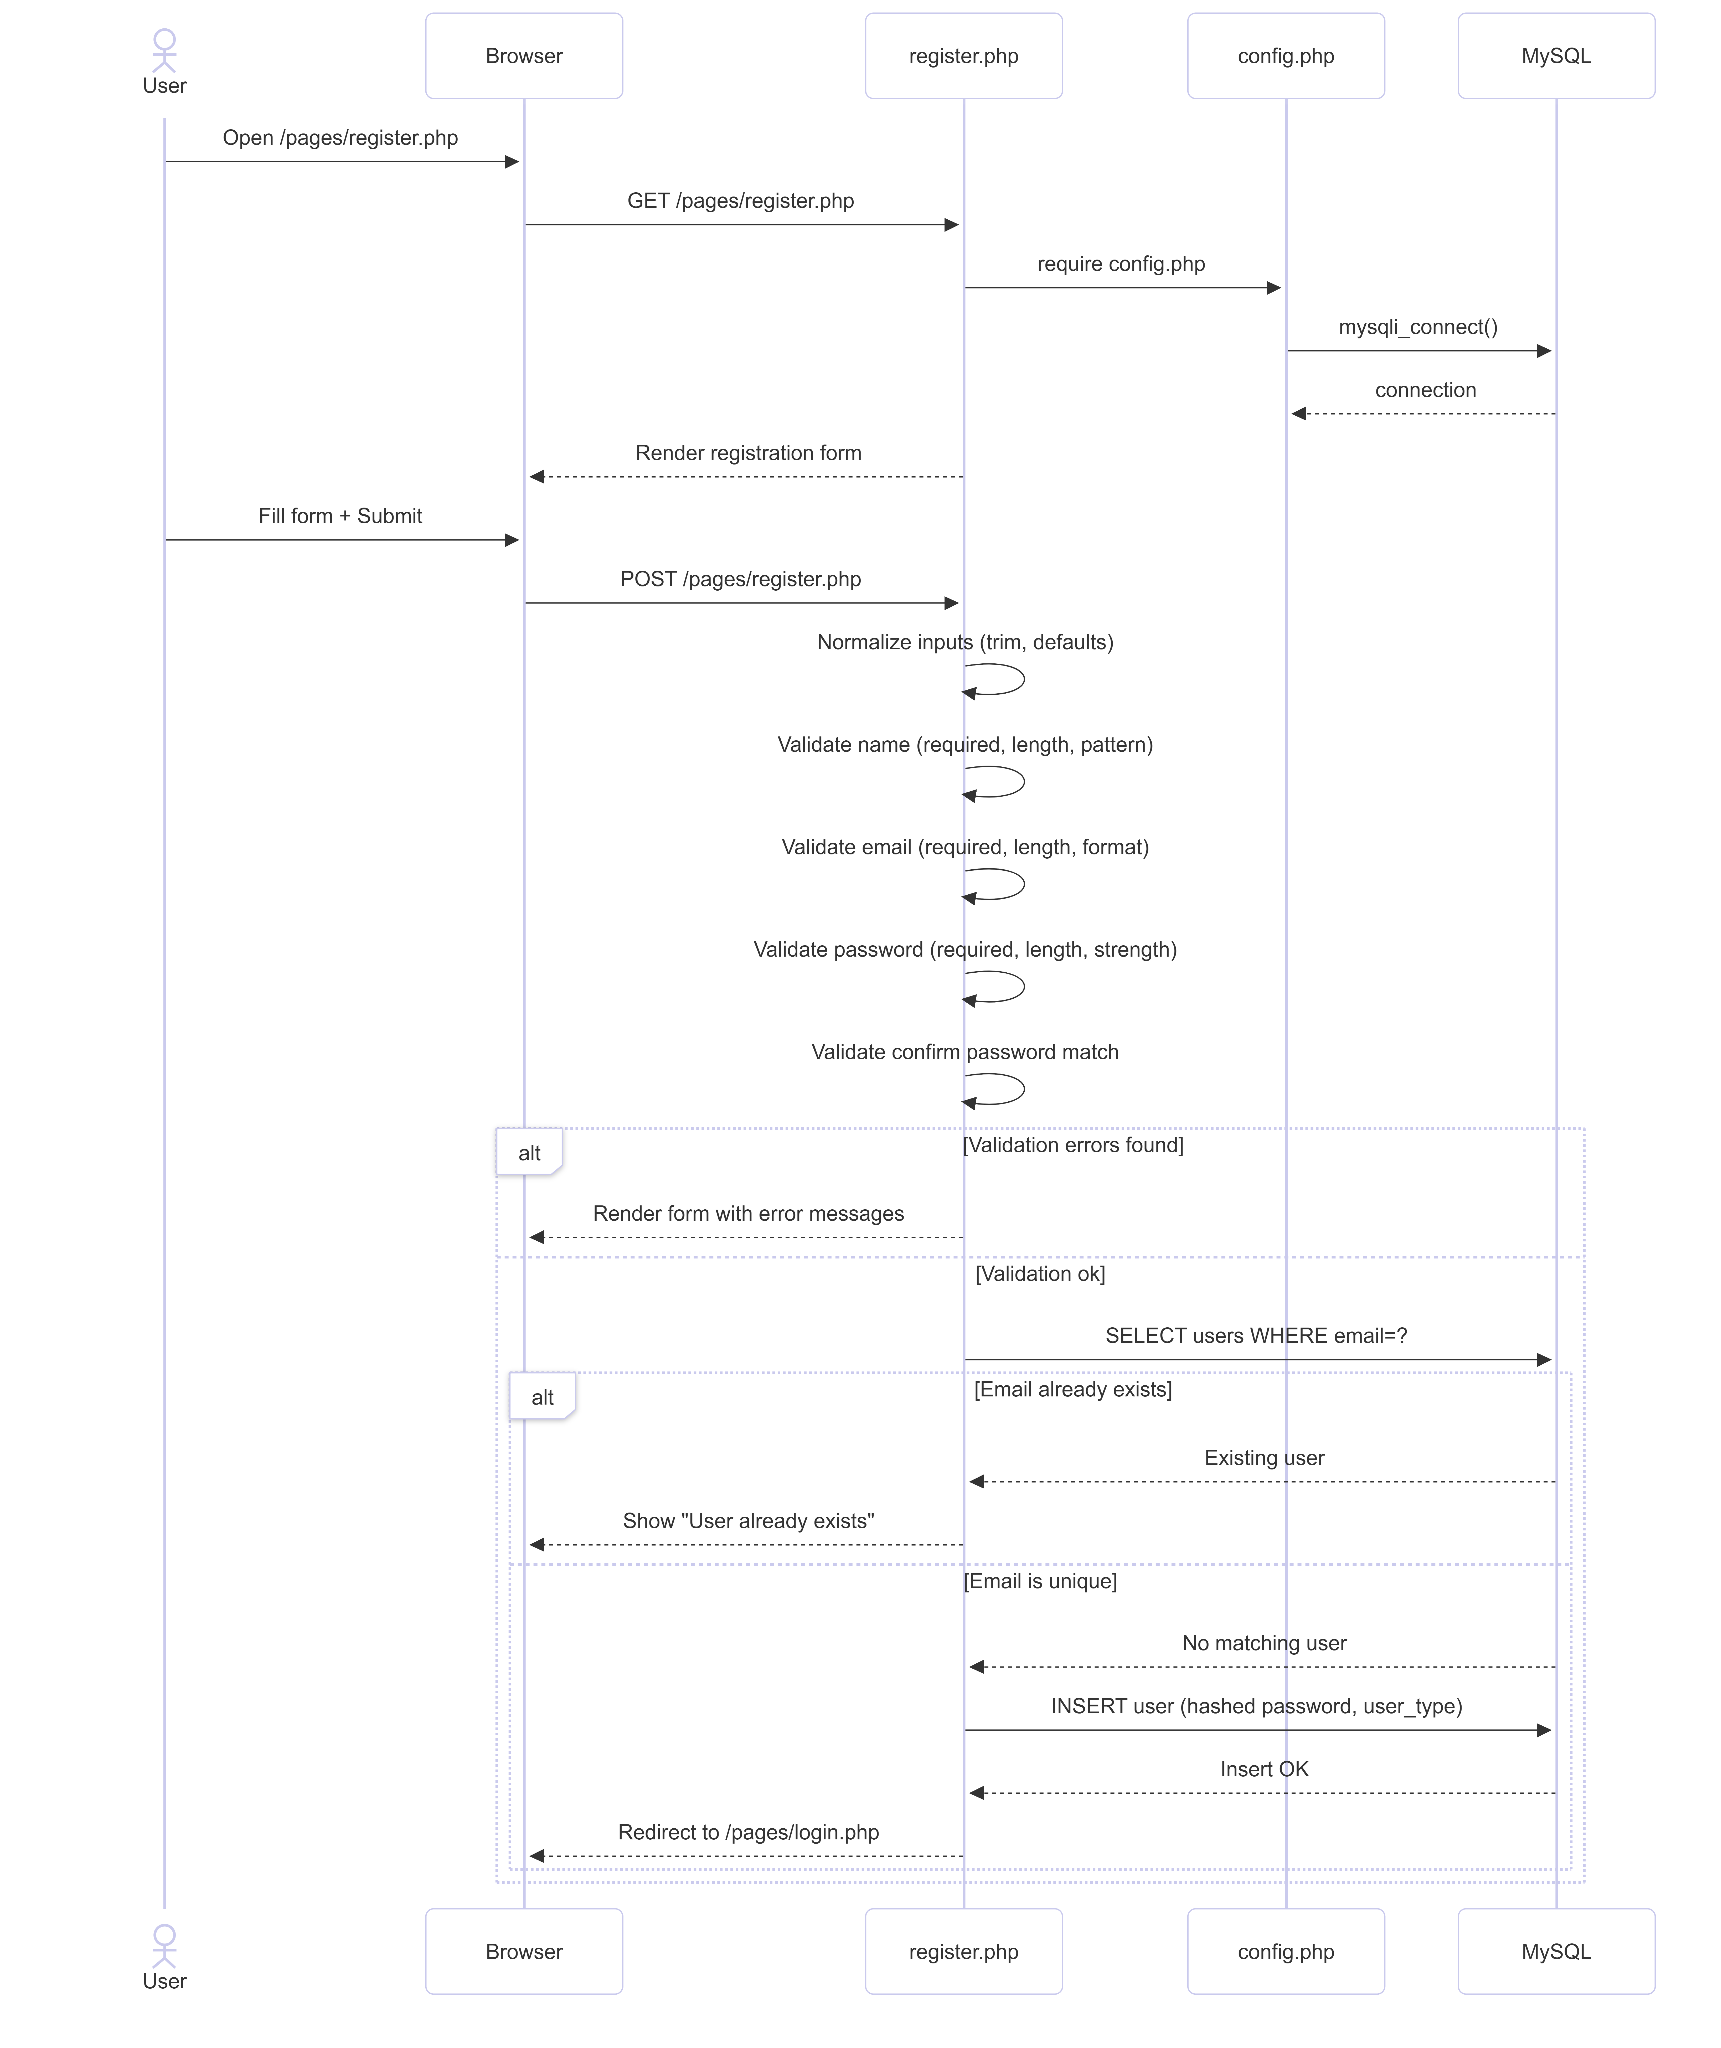 User
Browser
register.php
config.php
MySQL
Open /pages/register.php
GET /pages/register.php
require config.php
mysqli_connect()
connection
Render registration form
Fill form + Submit
POST /pages/register.php
Normalize inputs (trim, defaults)
Validate name (required, length, pattern)
Validate email (required, length, format)
Validate password (required, length, strength)
Validate confirm password match
alt
[Validation errors found]
Render form with error messages
[Validation ok]
SELECT users WHERE email=?
alt
[Email already exists]
Existing user
Show "User already exists"
[Email is unique]
No matching user
INSERT user (hashed password, user_type)
Insert OK
Redirect to /pages/login.php
User
Browser
register.php
config.php
MySQL